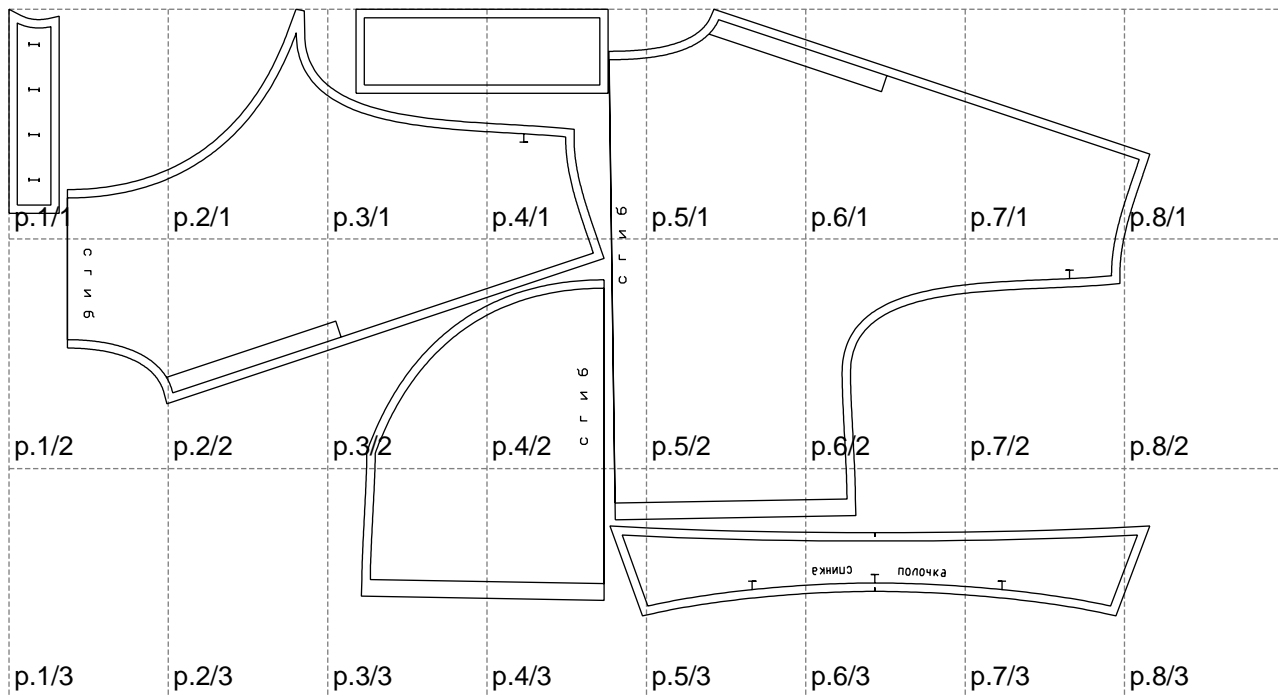 p.1/1 p.2/1 p.3/1 p.4/1 p.5/1 p.6/1 p.7/1 p.8/1
сгиб
сгиб
сгиб
p.1/2 p.2/2 p.3/2 p.4/2 p.5/2 p.6/2 p.7/2 p.8/2
спинка
полочка
p.1/3 p.2/3 p.3/3 p.4/3 p.5/3 p.6/3 p.7/3 p.8/3